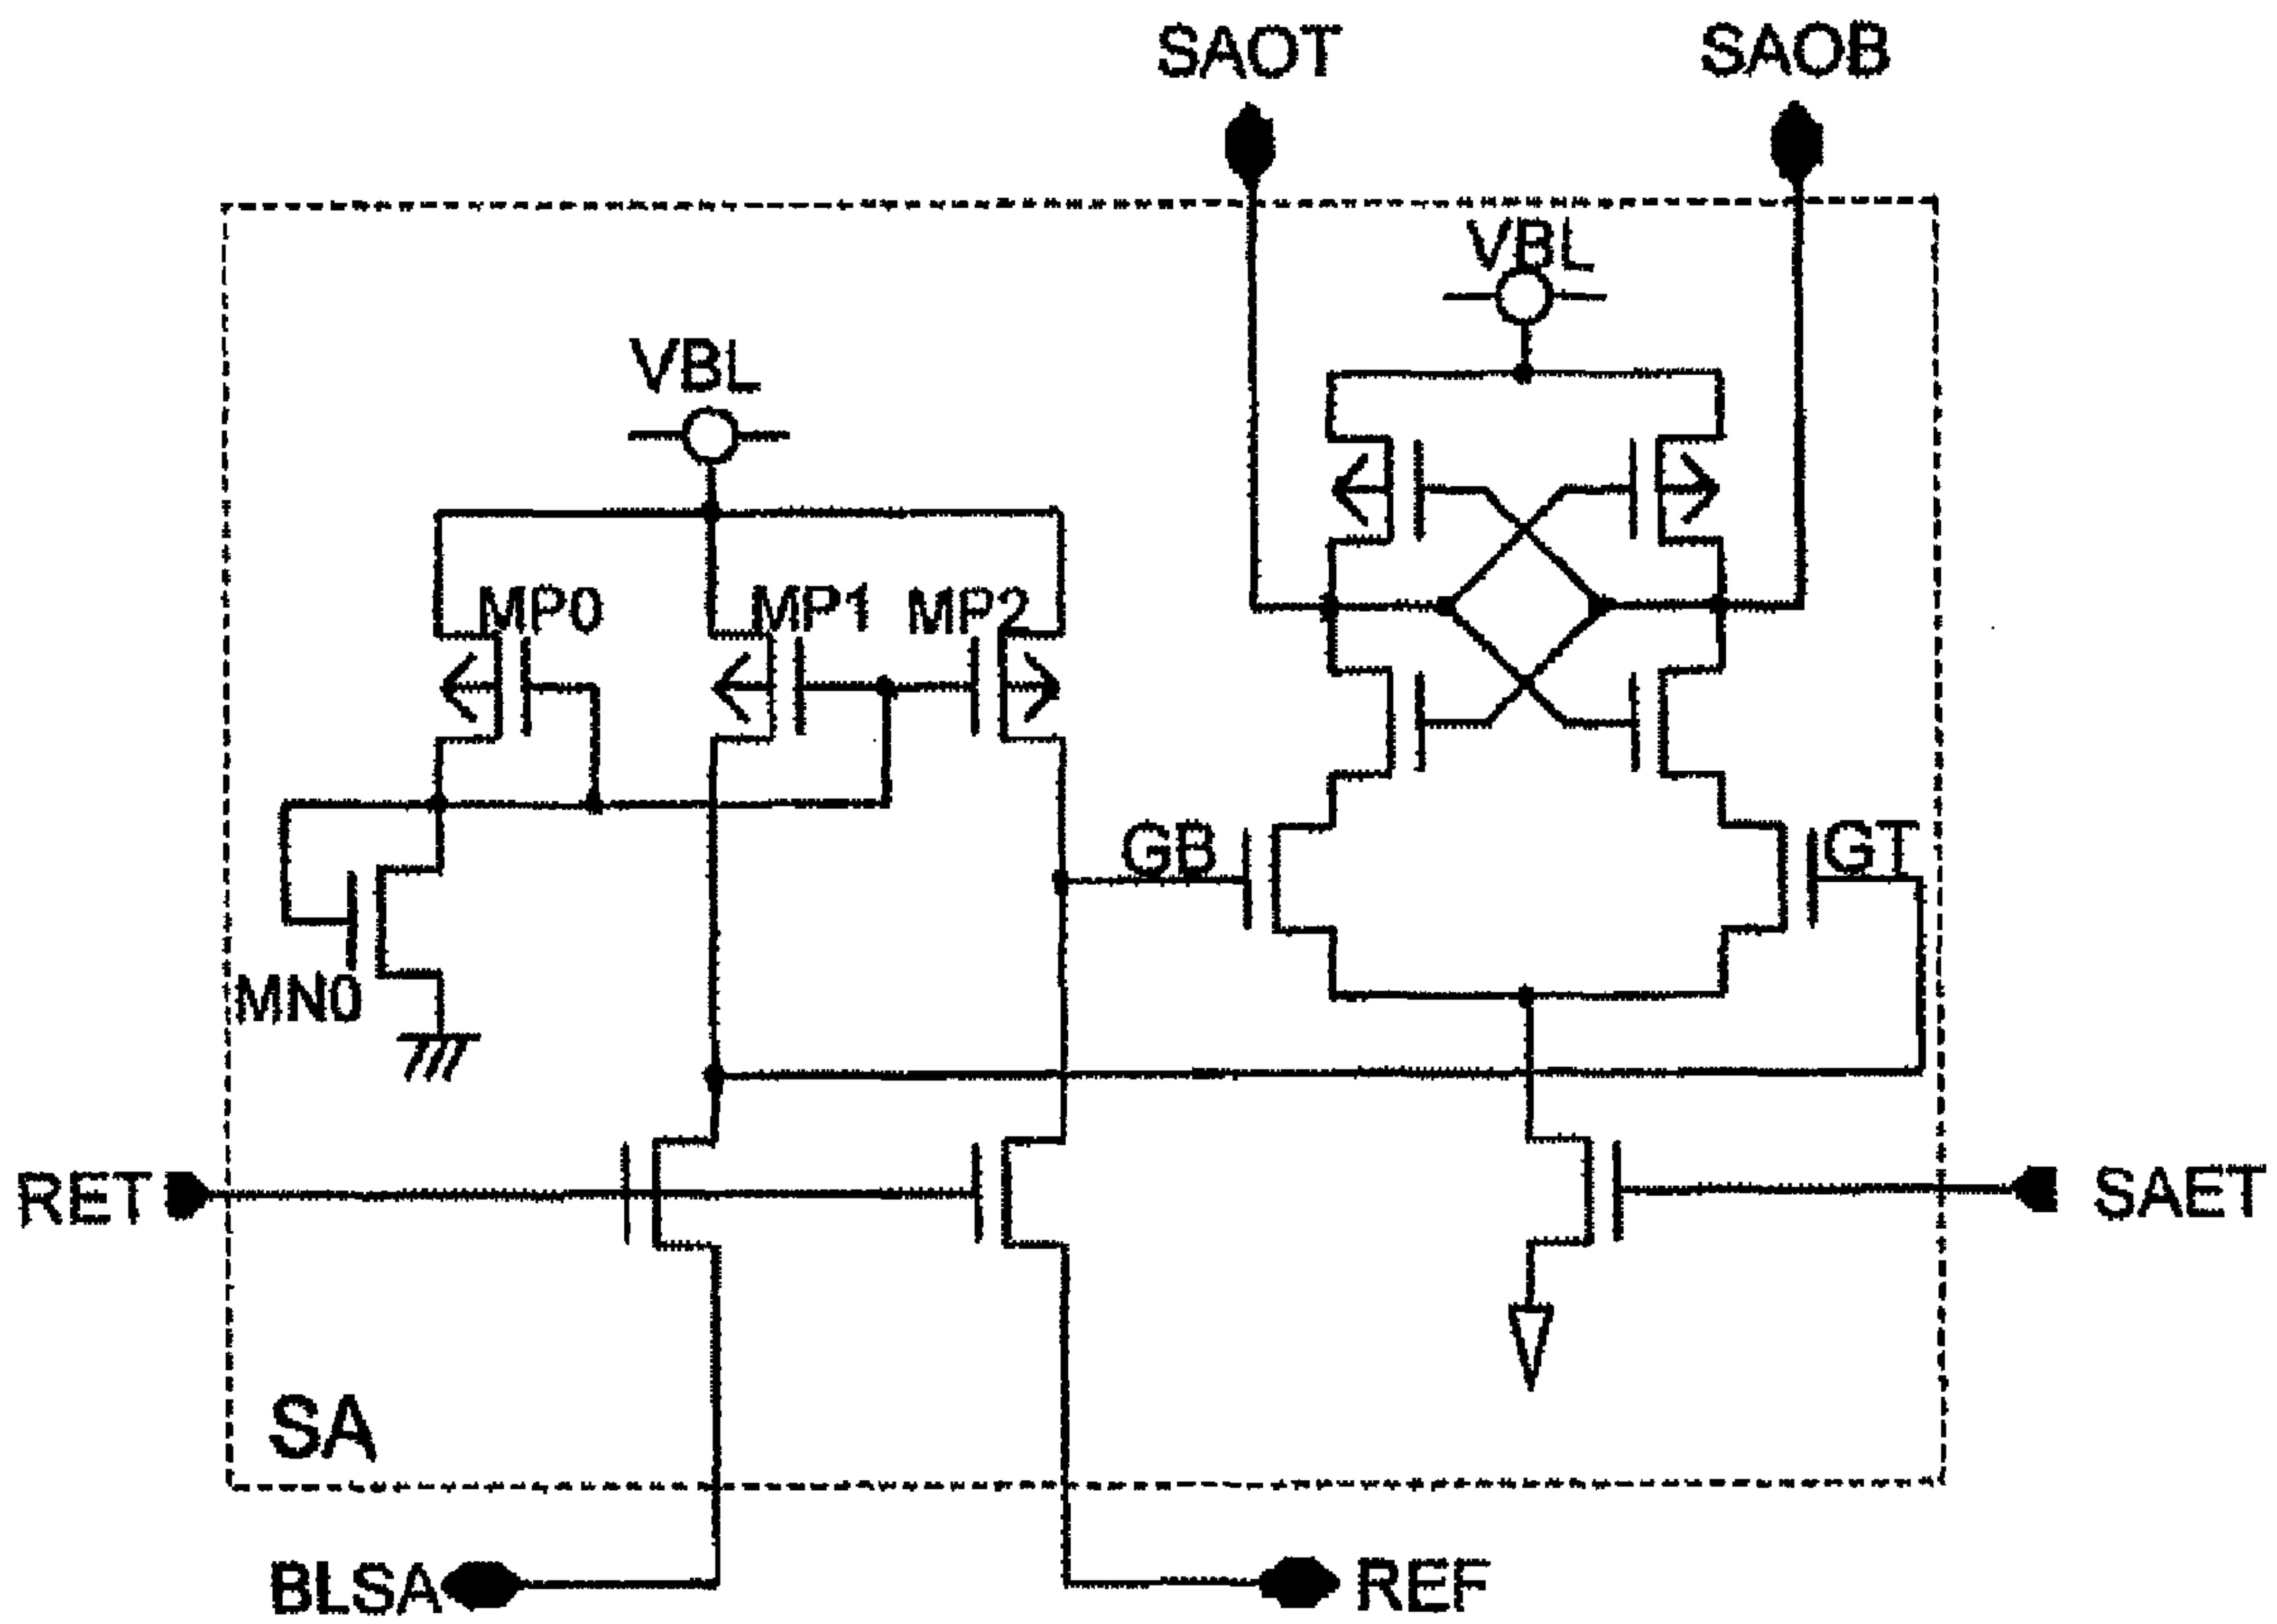 SAOT SAOB
VBL
VBL
MP0 MP1 MP2
GB GT
MN0
RET SAET
SA
BLSA REF